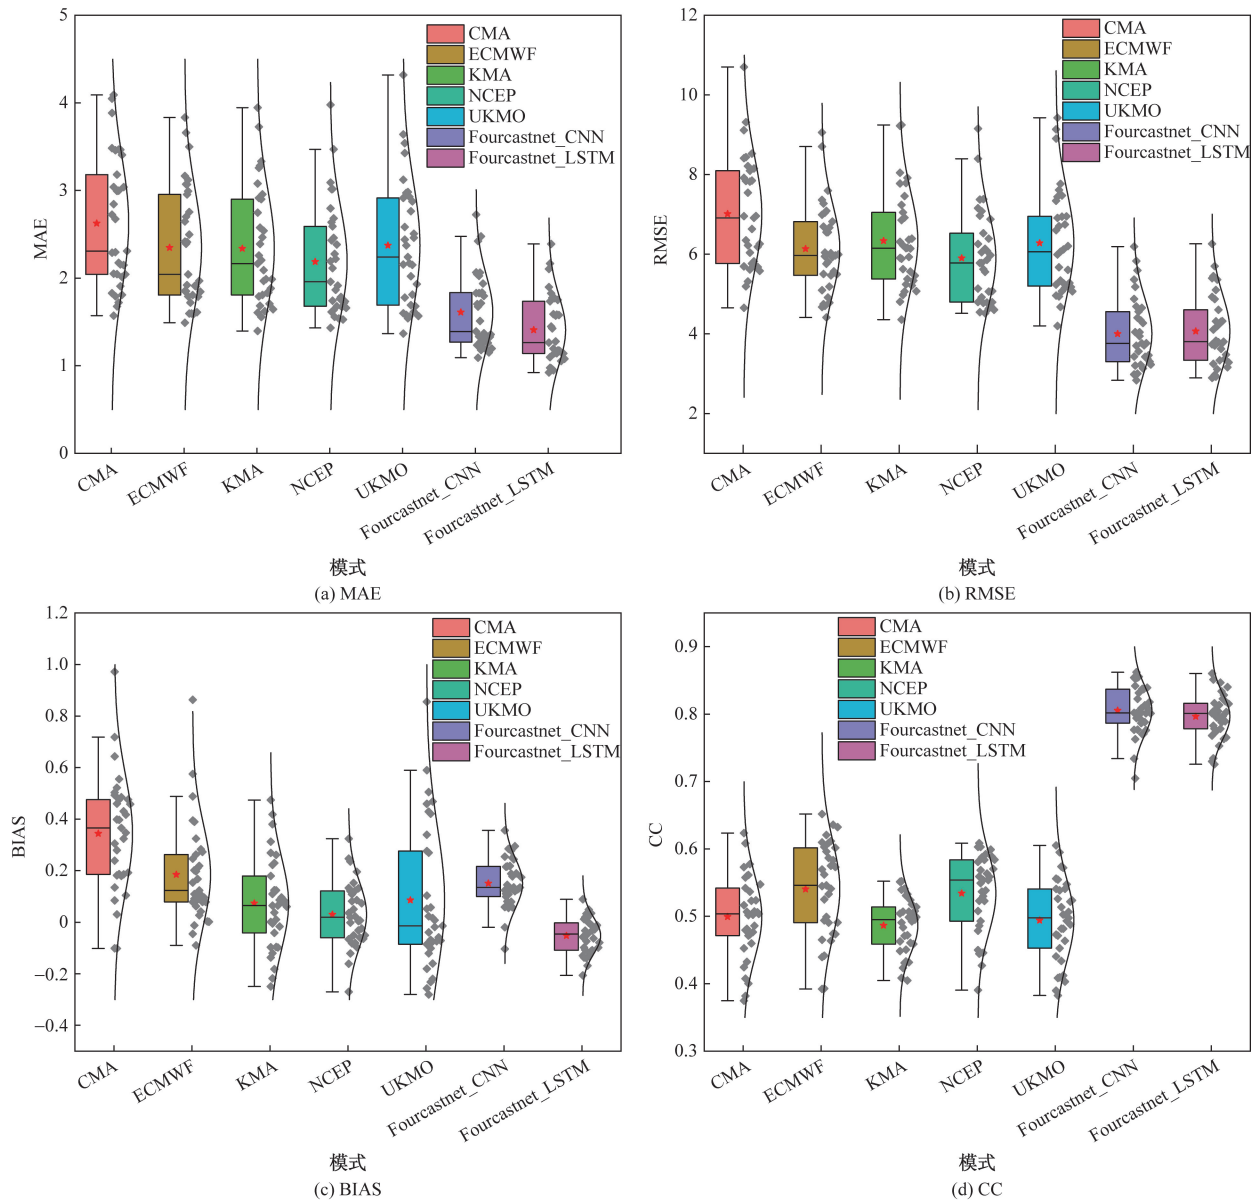 5
4
3
2
1
0
MAE
CMA
ECMWF
KMA
NCEP
UKMO
Fourcastnet_CNN
Fourcastnet_LSTM
CMA
ECMWF
KMA
NCEP
UKMO
Fourcastnet_CNN
Fourcastnet_LSTM
模式
(a) MAE
12
10
8
6
4
2
RMSE
CMA
ECMWF
KMA
NCEP
UKMO
Fourcastnet_CNN
Fourcastnet_LSTM
CMA
ECMWF
KMA
NCEP
UKMO
Fourcastnet_CNN
Fourcastnet_LSTM
模式
(b) RMSE
1.2
1.0
0.8
0.6
0.4
0.2
0
−0.2
−0.4
BIAS
CMA
ECMWF
KMA
NCEP
UKMO
Fourcastnet_CNN
Fourcastnet_LSTM
CMA
ECMWF
KMA
NCEP
UKMO
Fourcastnet_CNN
Fourcastnet_LSTM
模式
(c) BIAS
0.9
0.8
0.7
0.6
0.5
0.4
0.3
CC
CMA
ECMWF
KMA
NCEP
UKMO
Fourcastnet_CNN
Fourcastnet_LSTM
CMA
ECMWF
KMA
NCEP
UKMO
Fourcastnet_CNN
Fourcastnet_LSTM
模式
(d) CC